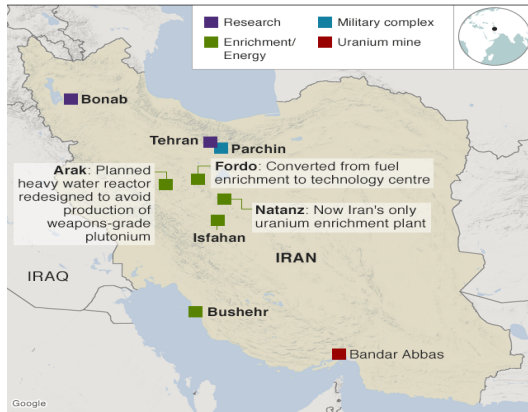 Research
Military complex
Enrichment/
Energy
Uranium mine
Bonab
Tehran
Parchin
Arak: Planned
heavy water reactor
redesigned to avoid
production of
weapons-grade
plutonium
Fordo: Converted from fuel
enrichment to technology centre
Natanz: Now Iran's only
uranium enrichment plant
Isfahan
IRAN
IRAQ
Bushehr
Bandar Abbas
Google